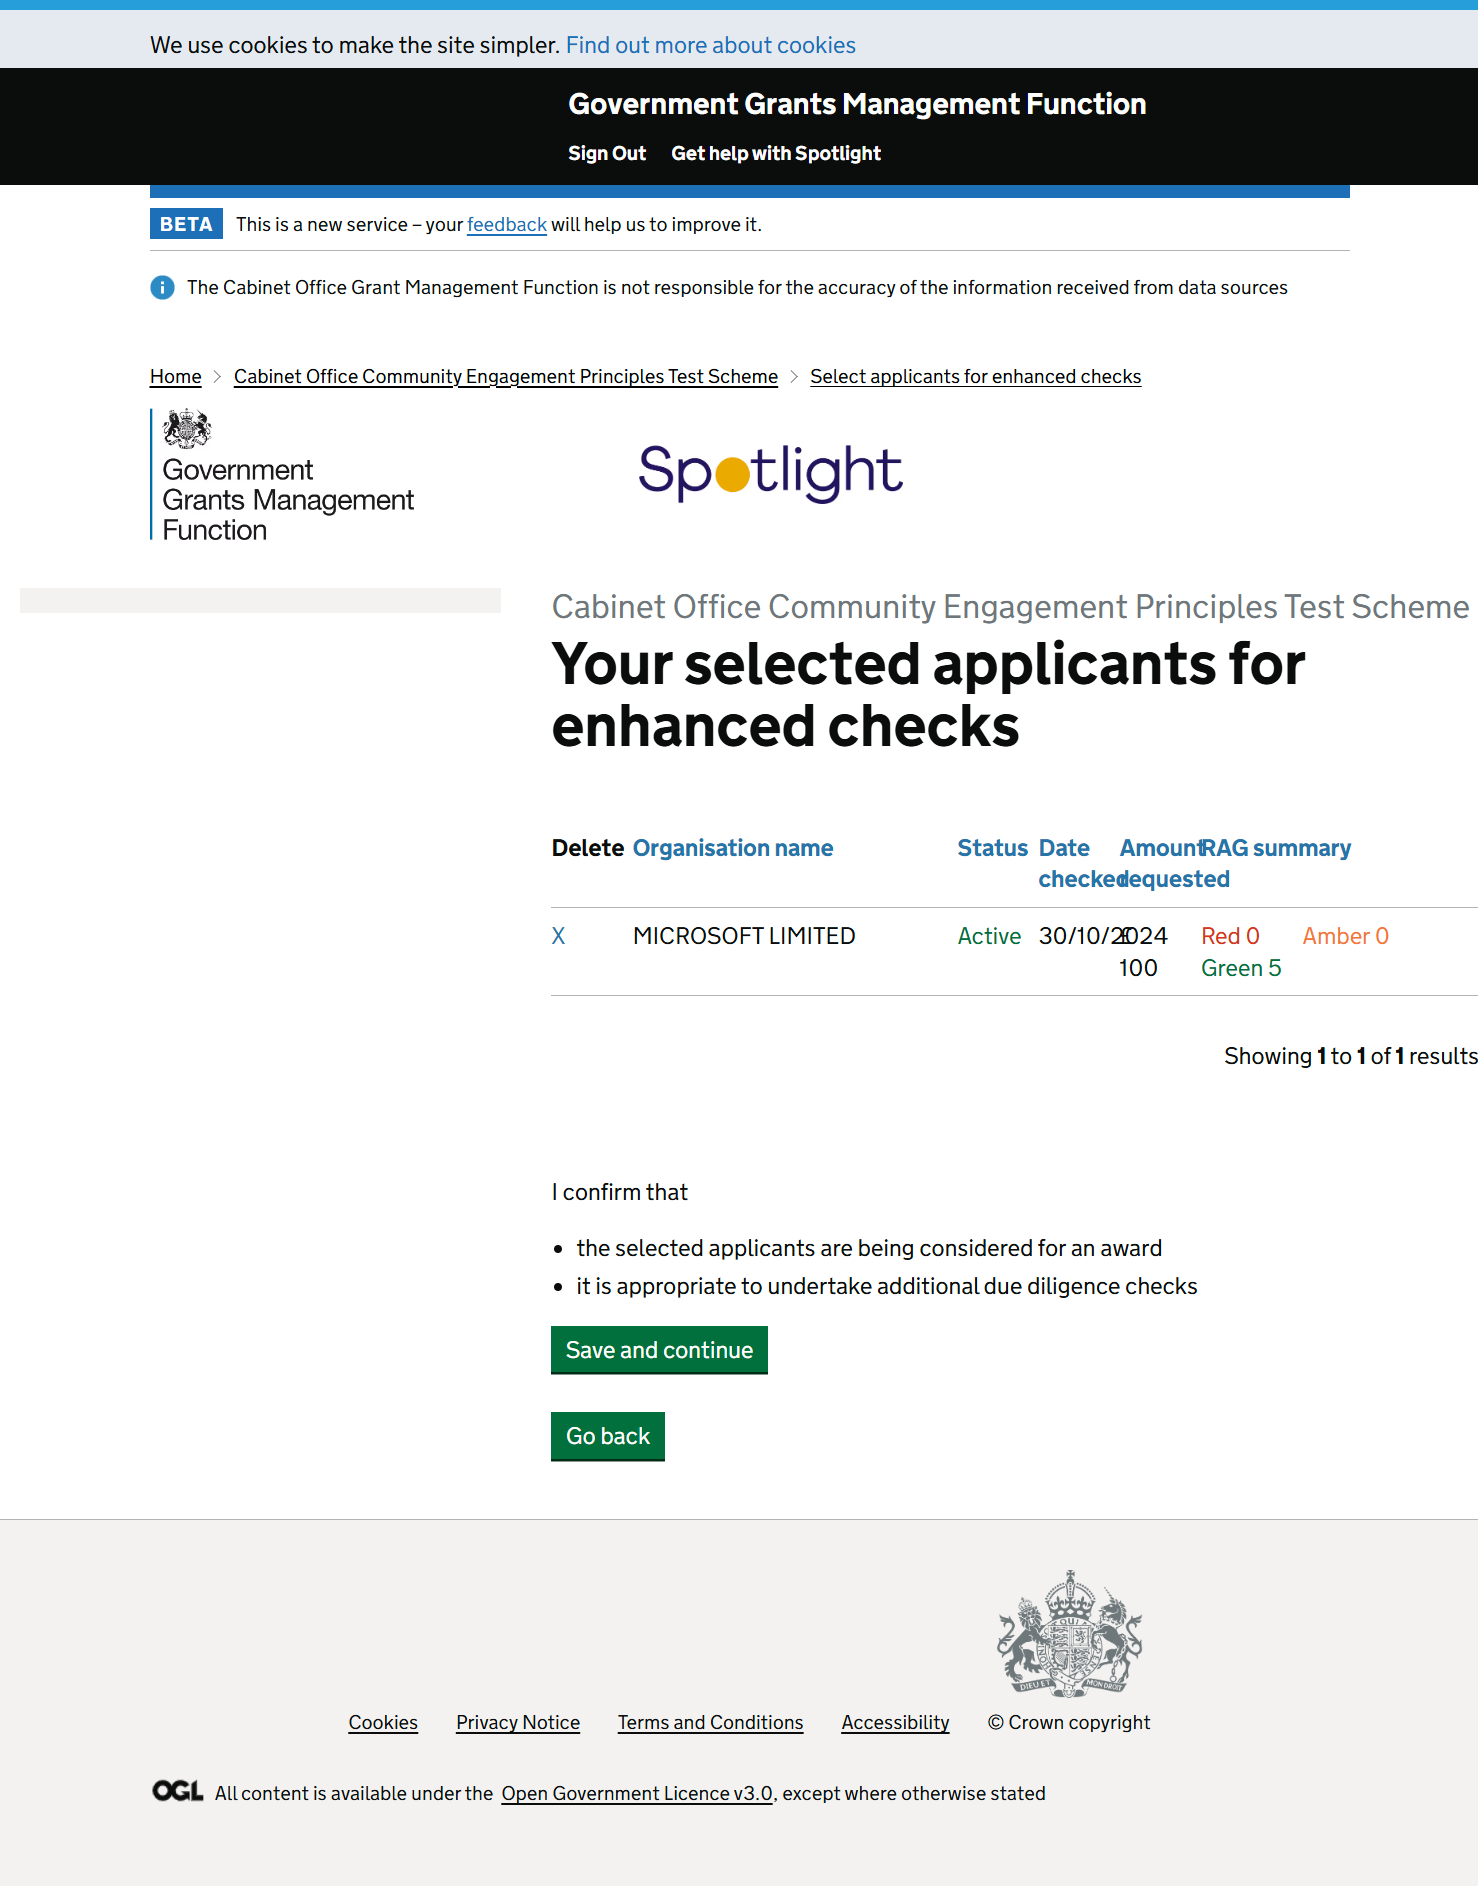 We use cookies to make the site simpler. Find out more about cookies
Government Grants Management Function
Sign Out Get help with Spotlight
BETA This is a new service – your feedback will help us to improve it.
The Cabinet Office Grant Management Function is not responsible for the accuracy of the information received from data sources
Home Cabinet Office Community Engagement Principles Test Scheme Select applicants for enhanced checks
Government
Grants Management
Function
Spotlight
Cabinet Office Community Engagement Principles Test Scheme
Your selected applicants for
enhanced checks
Delete Organisation name Status Date Amount RAG summary
checked requested
X MICROSOFT LIMITED Active 30/10/2024 £ Red 0 Amber 0
100 Green 5
Showing 1 to 1 of 1 results
I confirm that
• the selected applicants are being considered for an award
• it is appropriate to undertake additional due diligence checks
Save and continue
Go back
DIEU ET MON DROIT
Cookies Privacy Notice Terms and Conditions Accessibility © Crown copyright
OGL All content is available under the Open Government Licence v3.0, except where otherwise stated